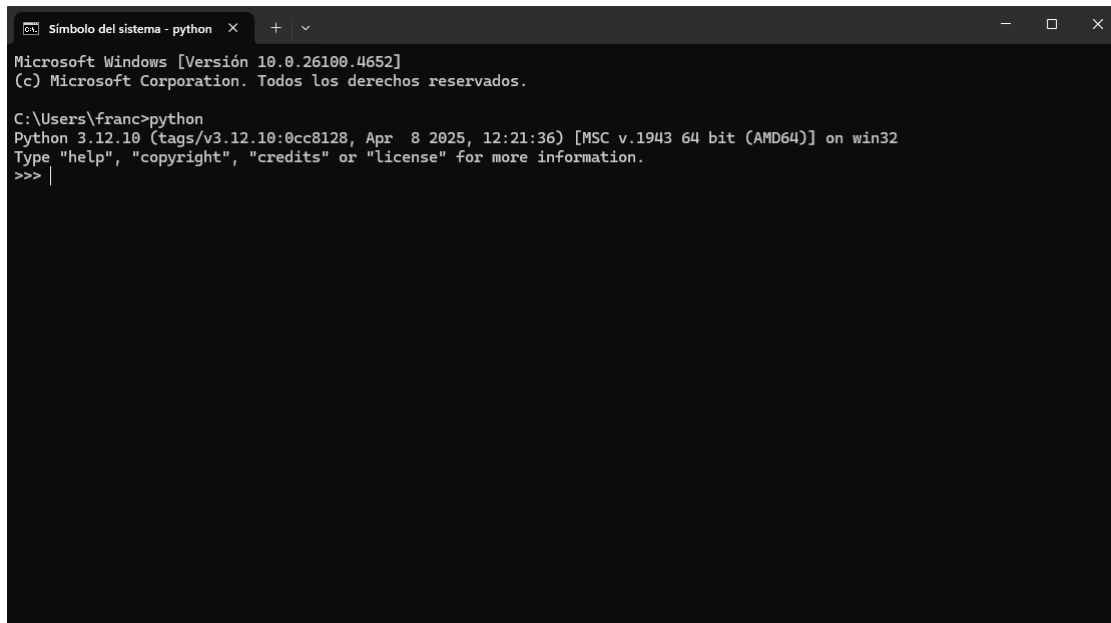 Símbolo del sistema - python
Microsoft Windows [Versión 10.0.26100.4652]
(c) Microsoft Corporation. Todos los derechos reservados.
C:\Users\franc>python
Python 3.12.10 (tags/v3.12.10:0cc8128, Apr  8 2025, 12:21:36) [MSC v.1943 64 bit (AMD64)] on win32
Type "help", "copyright", "credits" or "license" for more information.
>>>